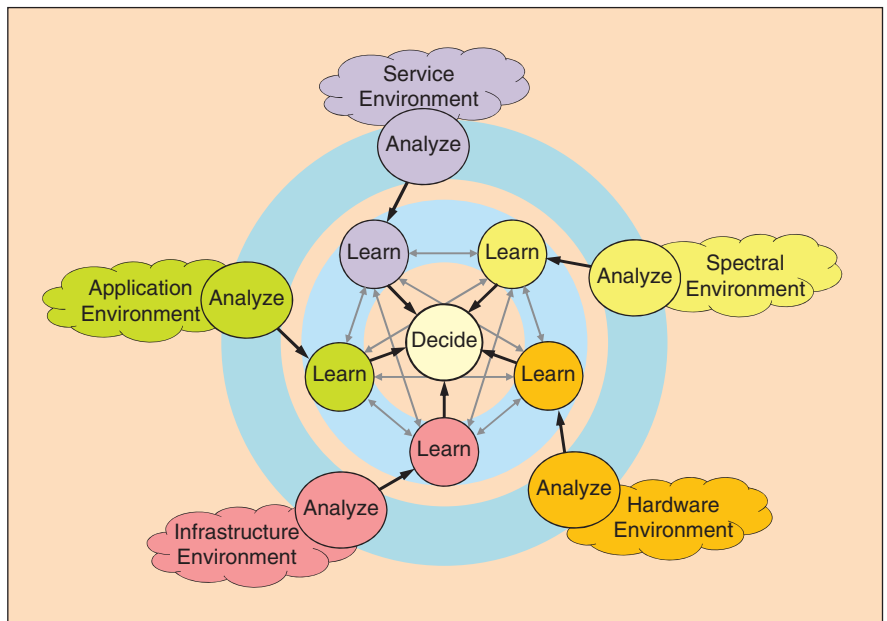 Service
Environment
Analyze
Learn
Learn
Analyze
Spectral
Environment
Application
Environment
Analyze
Decide
Learn
Learn
Learn
Analyze
Infrastructure
Environment
Analyze
Hardware
Environment